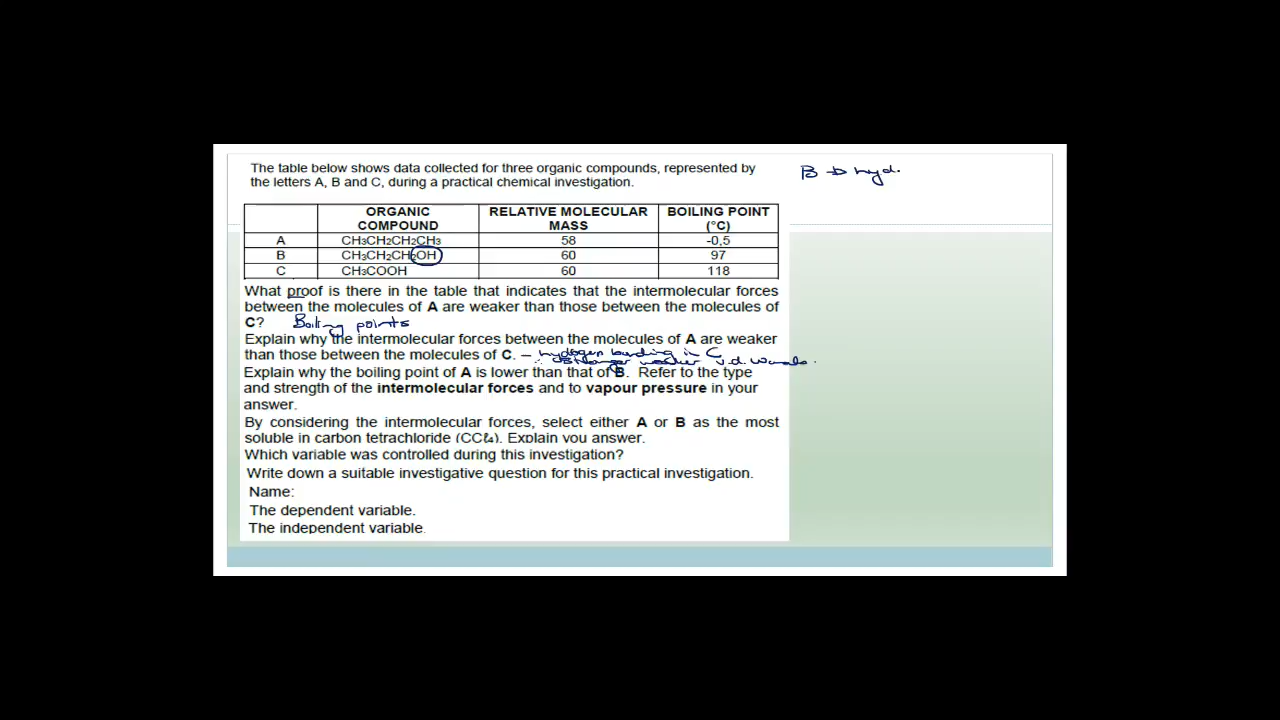 The table below shows data collected for three organic compounds, represented by
the letters A, B and C, during a practical chemical investigation.
B → hyd.
ORGANIC COMPOUND RELATIVE MOLECULAR MASS BOILING POINT (°C)
A CH3CH2CH2CH3 58 -0,5
B CH3CH2CH2OH 60 97
C CH3COOH 60 118
What proof is there in the table that indicates that the intermolecular forces
between the molecules of A are weaker than those between the molecules of
C? Boiling points
Explain why the intermolecular forces between the molecules of A are weaker
than those between the molecules of C. - hydogen bonding in C
stronger weaker v.d. Waals.
Explain why the boiling point of A is lower than that of B. Refer to the type
and strength of the intermolecular forces and to vapour pressure in your
answer.
By considering the intermolecular forces, select either A or B as the most
soluble in carbon tetrachloride (CCℓ4). Explain you answer.
Which variable was controlled during this investigation?
Write down a suitable investigative question for this practical investigation.
Name:
The dependent variable.
The independent variable.